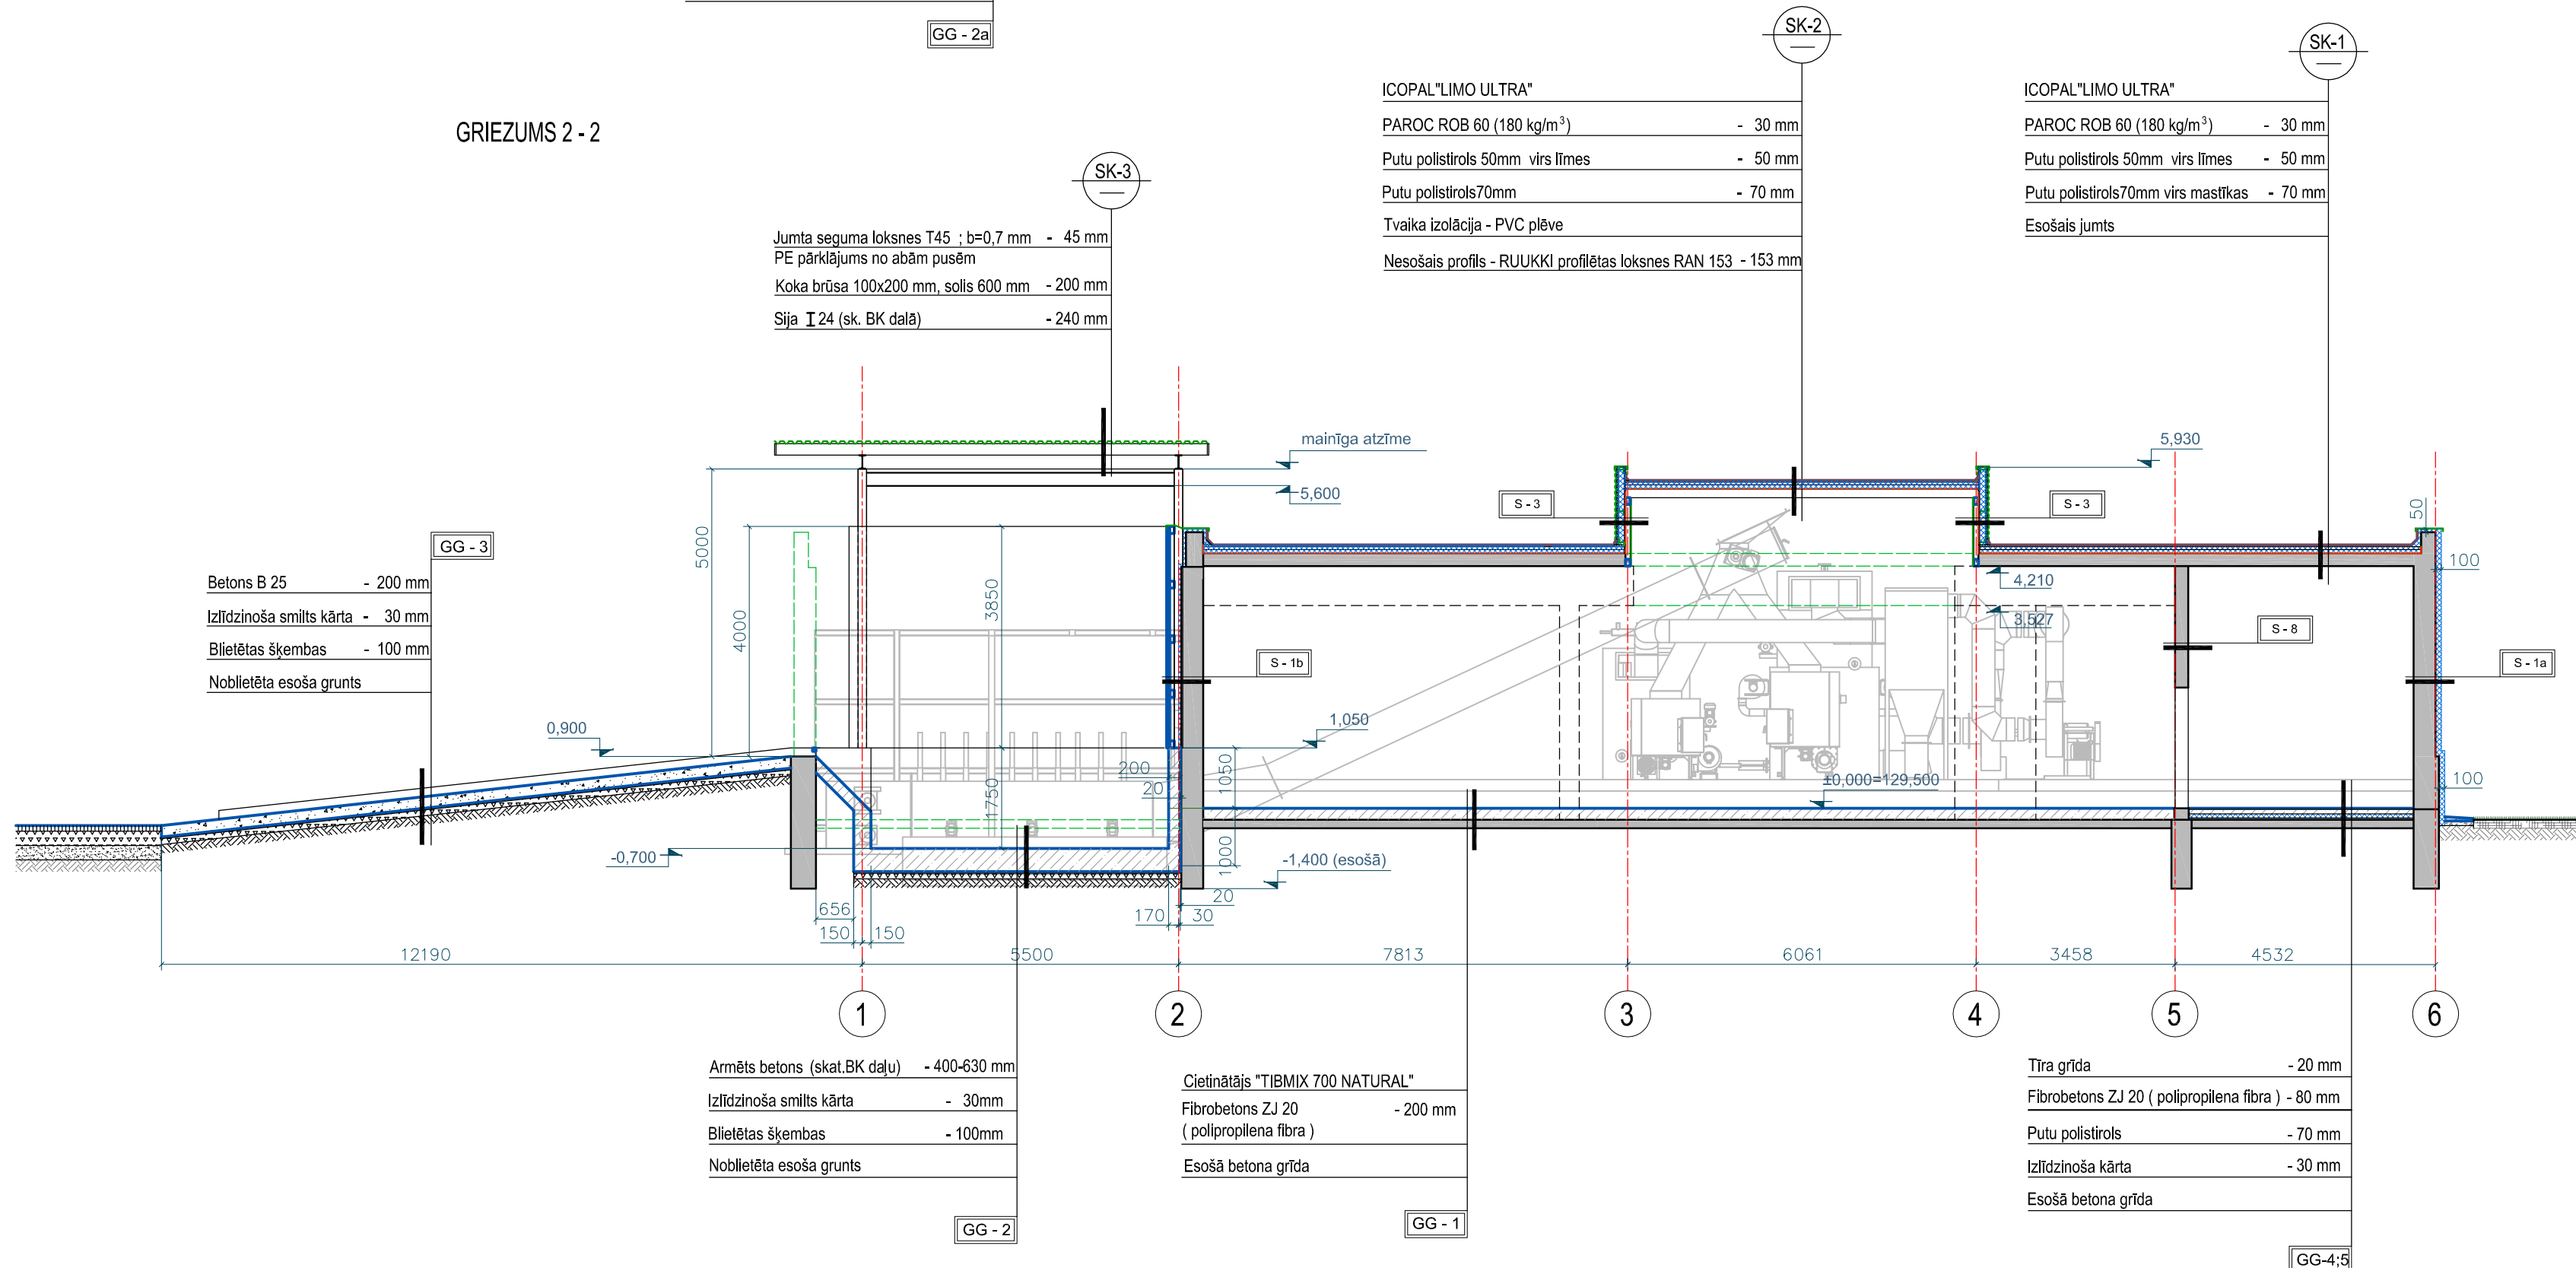 GG - 2a
GRIEZUMS 2 - 2
SK-3
Jumta seguma loksnes T45 ; b=0,7 mm - 45 mm
PE pārklājums no abām pusēm
Koka brūsa 100x200 mm, solis 600 mm - 200 mm
Sija I 24 (sk. BK dalā) - 240 mm
SK-2
ICOPAL"LIMO ULTRA"
PAROC ROB 60 (180 kg/m³) - 30 mm
Putu polistirols 50mm virs līmes - 50 mm
Putu polistirols70mm - 70 mm
Tvaika izolācija - PVC plēve
Nesošais profils - RUUKKI profilētas loksnes RAN 153 - 153 mm
SK-1
ICOPAL"LIMO ULTRA"
PAROC ROB 60 (180 kg/m³) - 30 mm
Putu polistirols 50mm virs līmes - 50 mm
Putu polistirols70mm virs mastīkas - 70 mm
Esošais jumts
GG - 3
Betons B 25 - 200 mm
Izlīdzinoša smilts kārta - 30 mm
Blietētas šķembas - 100 mm
Noblietēta esoša grunts
mainīga atzīme
5,600
5,930
S - 3
S - 3
50
5000
4000
3850
100
4,210
3,527
S - 8
S - 1b
S - 1a
0,900
1,050
200
20
1050
1750
±0,000=129,500
100
-0,700
1000
-1,400 (esošā)
20
656
170
30
150
150
12190
5500
7813
6061
3458
4532
1
2
3
4
5
6
Armēts betons (skat.BK daļu) - 400-630 mm
Izlīdzinoša smilts kārta - 30mm
Blietētas šķembas - 100mm
Noblietēta esoša grunts
GG - 2
Cietinātājs "TIBMIX 700 NATURAL"
Fibrobetons ZJ 20 - 200 mm
( polipropilena fibra )
Esošā betona grīda
GG - 1
Tīra grīda - 20 mm
Fibrobetons ZJ 20 ( polipropilena fibra ) - 80 mm
Putu polistirols - 70 mm
Izlīdzinoša kārta - 30 mm
Esošā betona grīda
GG-4;5